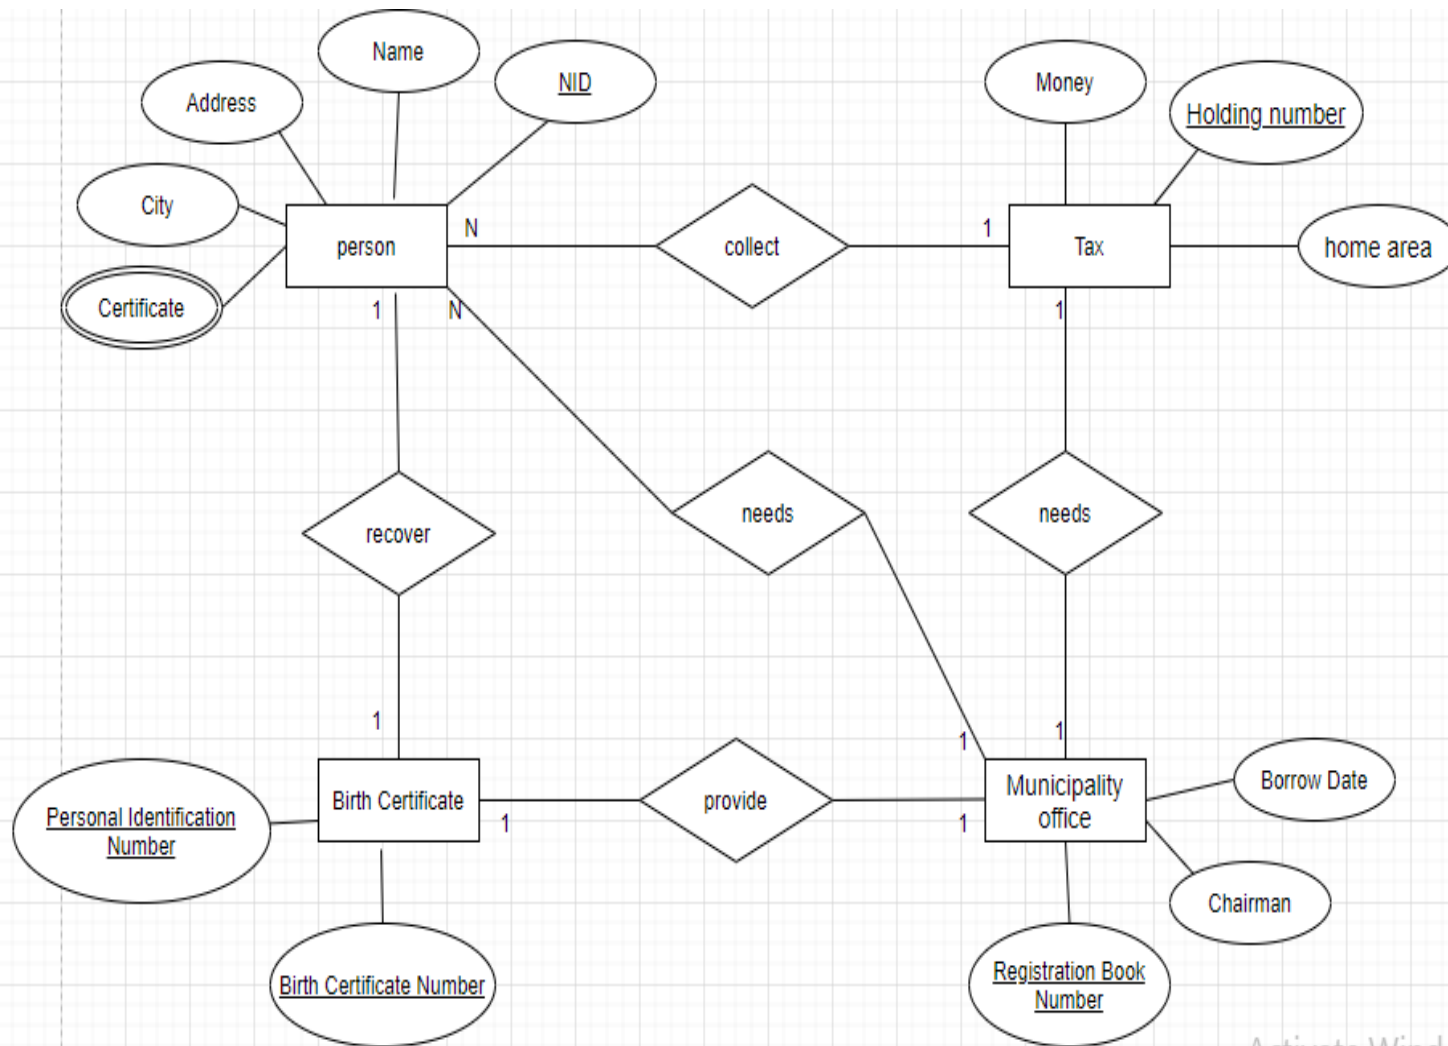 Name
NID
Address
City
Certificate
person
Money
Holding number
home area
Tax
N
collect
1
1
N
1
recover
needs
needs
1
1
1
Personal Identification
Number
Birth Certificate
1
provide
1
Municipality
office
Borrow Date
Chairman
Birth Certificate Number
Registration Book
Number